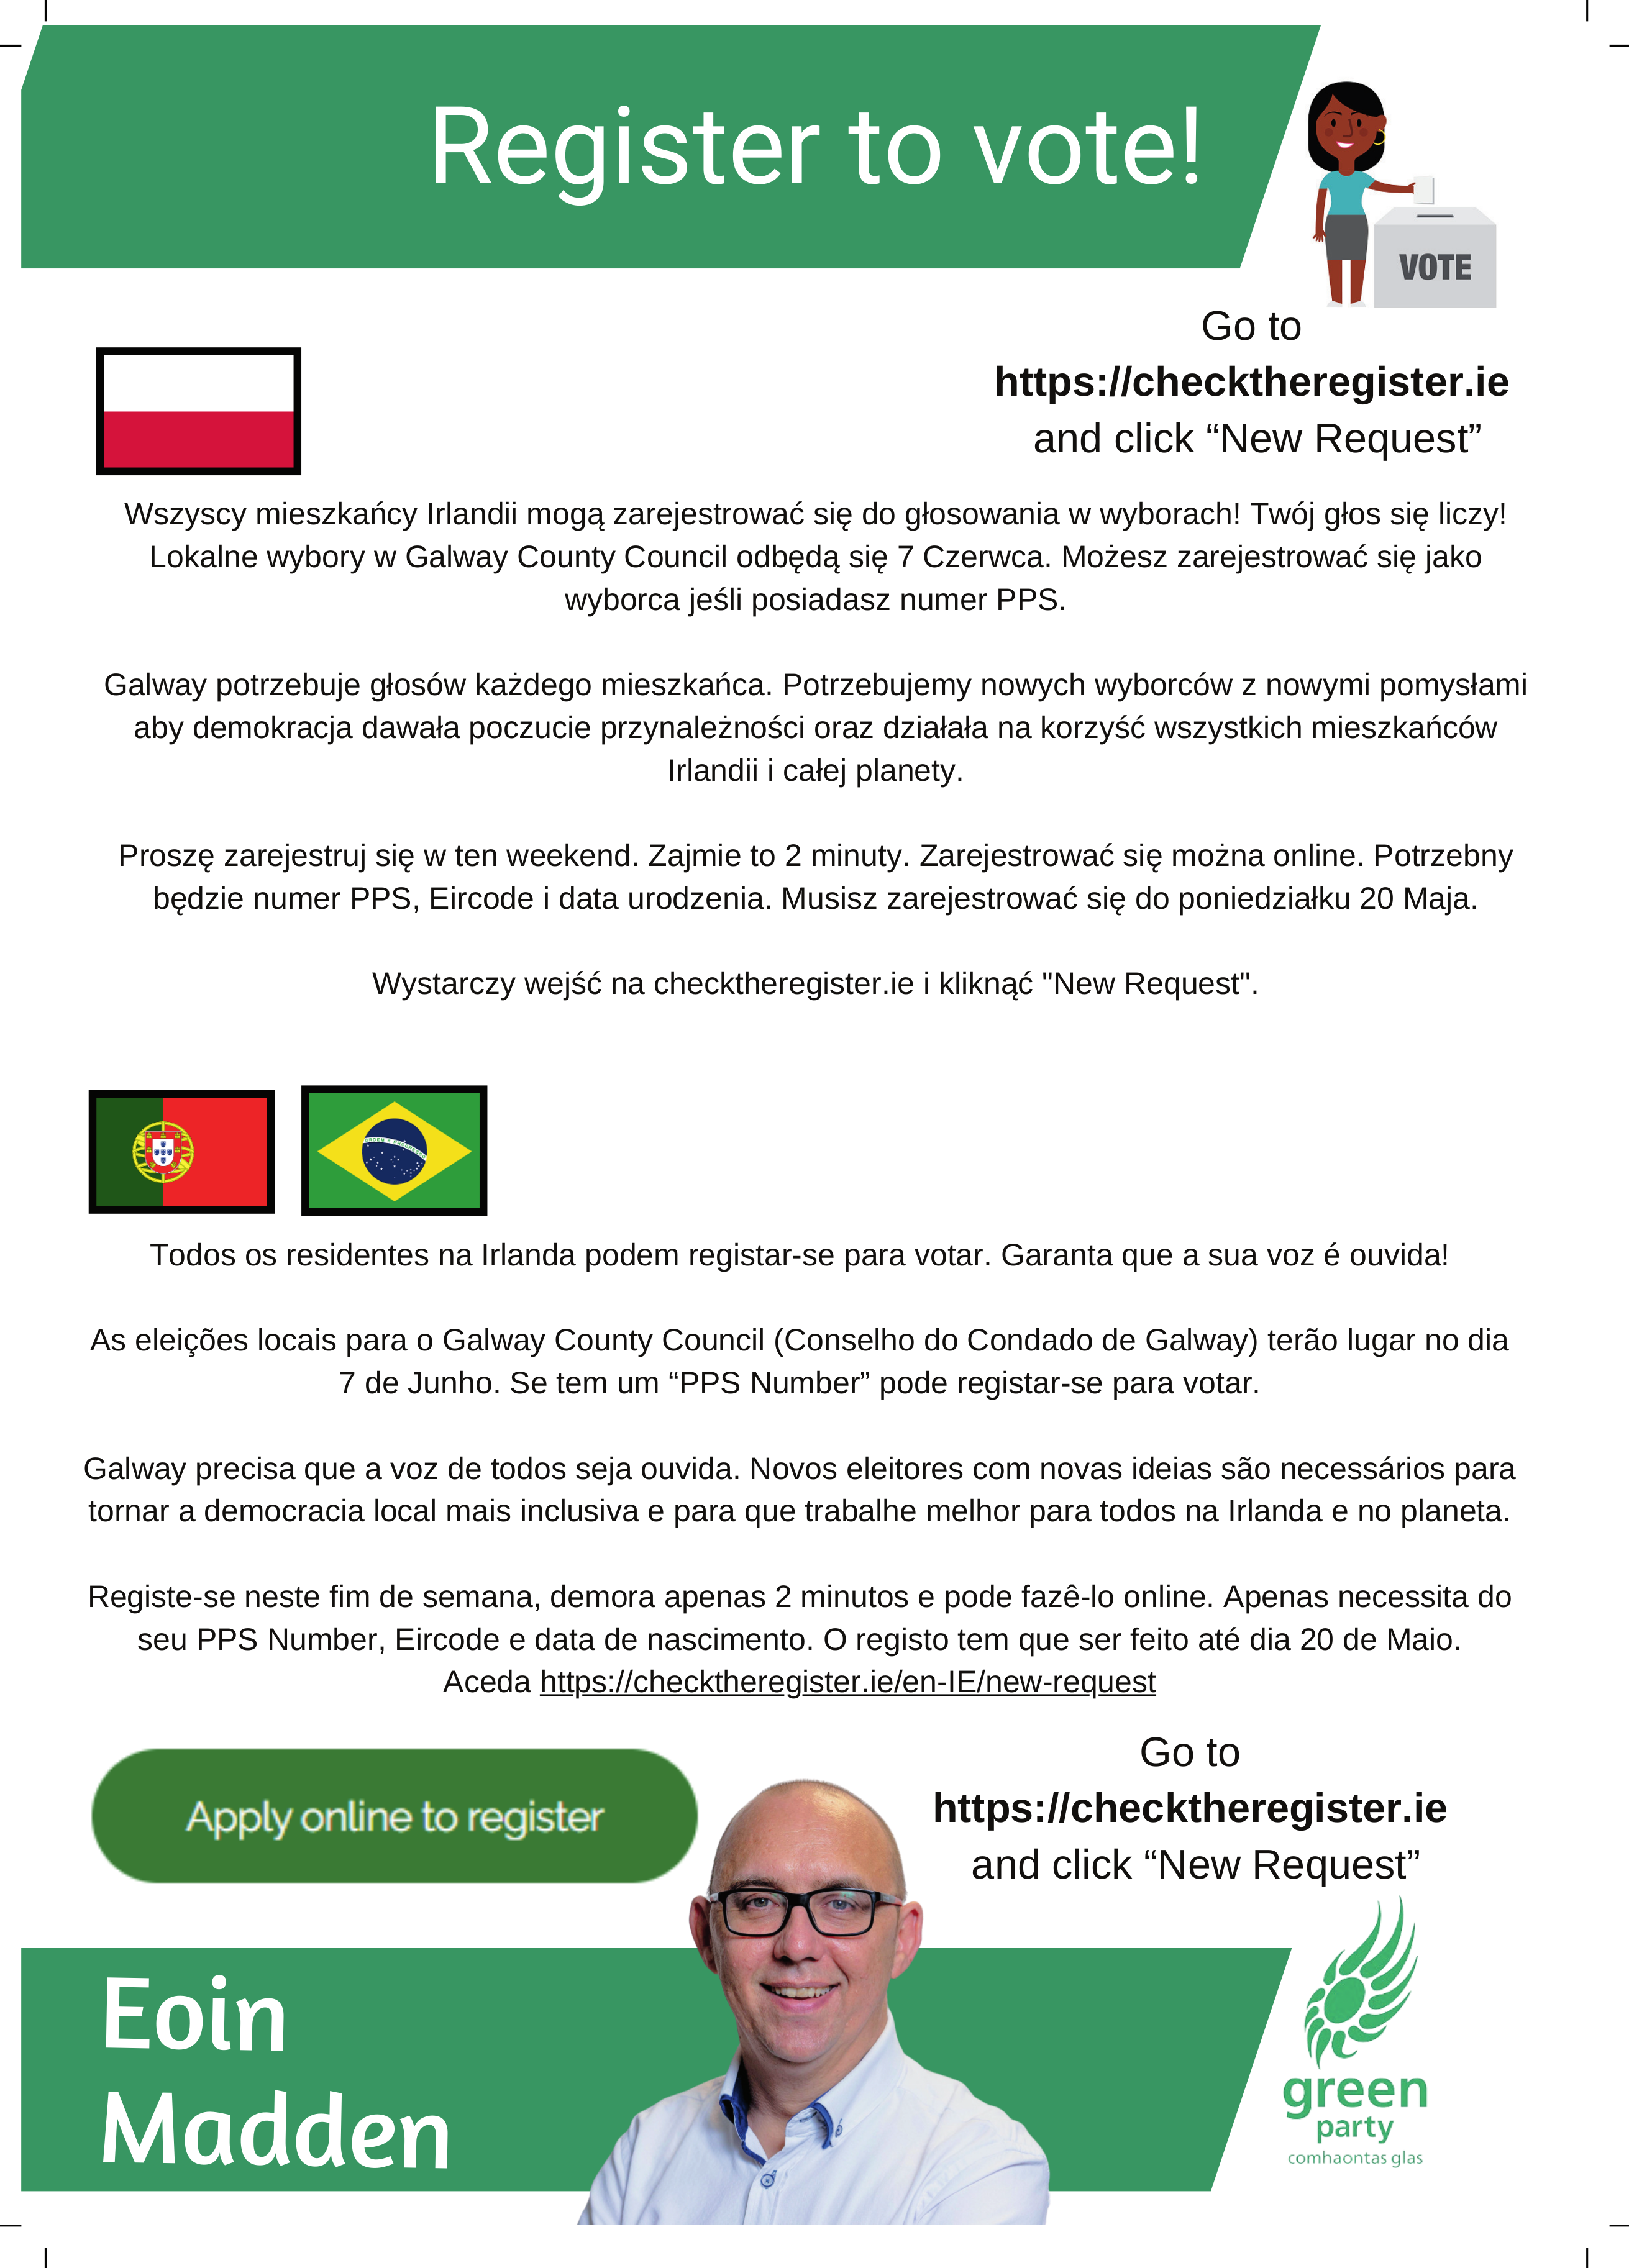 Register to vote!
VOTE
Go to
https://checktheregister.ie
and click “New Request”
Wszyscy mieszkańcy Irlandii mogą zarejestrować się do głosowania w wyborach! Twój głos się liczy!
Lokalne wybory w Galway County Council odbędą się 7 Czerwca. Możesz zarejestrować się jako
wyborca jeśli posiadasz numer PPS.
Galway potrzebuje głosów każdego mieszkańca. Potrzebujemy nowych wyborców z nowymi pomysłami
aby demokracja dawała poczucie przynależności oraz działała na korzyść wszystkich mieszkańców
Irlandii i całej planety.
Proszę zarejestruj się w ten weekend. Zajmie to 2 minuty. Zarejestrować się można online. Potrzebny
będzie numer PPS, Eircode i data urodzenia. Musisz zarejestrować się do poniedziałku 20 Maja.
Wystarczy wejść na checktheregister.ie i kliknąć "New Request".
Todos os residentes na Irlanda podem registar-se para votar. Garanta que a sua voz é ouvida!
As eleições locais para o Galway County Council (Conselho do Condado de Galway) terão lugar no dia
7 de Junho. Se tem um “PPS Number” pode registar-se para votar.
Galway precisa que a voz de todos seja ouvida. Novos eleitores com novas ideias são necessários para
tornar a democracia local mais inclusiva e para que trabalhe melhor para todos na Irlanda e no planeta.
Registe-se neste fim de semana, demora apenas 2 minutos e pode fazê-lo online. Apenas necessita do
seu PPS Number, Eircode e data de nascimento. O registo tem que ser feito até dia 20 de Maio.
Aceda https://checktheregister.ie/en-IE/new-request
Apply online to register
Go to
https://checktheregister.ie
and click “New Request”
Eoin
Madden
green
party
comhaontas glas